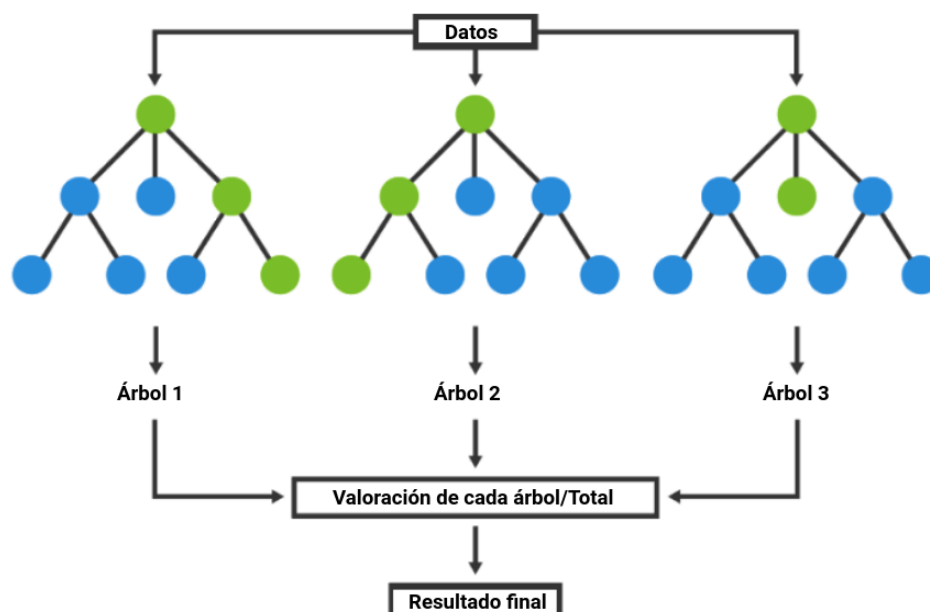 Datos
Árbol 1
Árbol 2
Árbol 3
Valoración de cada árbol/Total
Resultado final